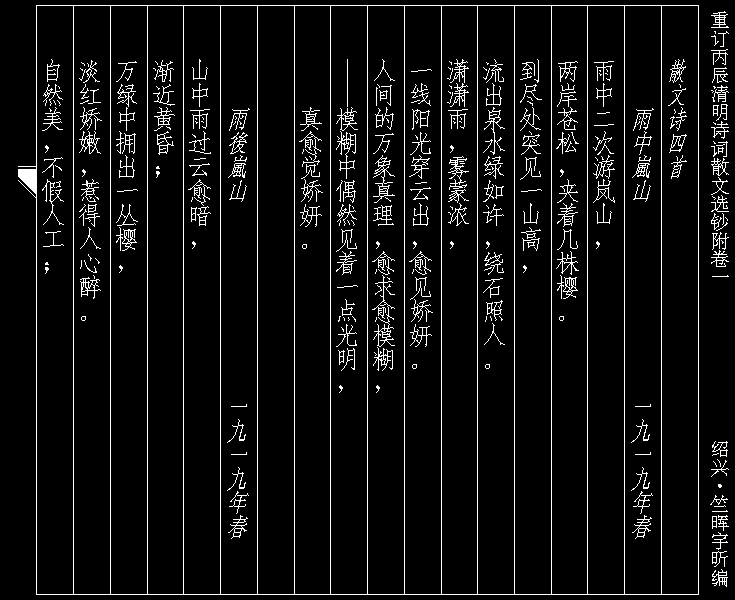 重订丙辰清明诗词散文选钞附卷一
绍兴·竺晖宇昕编
散文诗四首
雨中嵐山 一九一九年春
雨中二次游岚山，
两岸苍松，夹着几株樱。
到尽处突见一山高，
流出泉水绿如许，绕石照人。
潇潇雨，雾蒙浓，
一线阳光穿云出，愈见娇妍。
人间的万象真理，愈求愈模糊，
——模糊中偶然见着一点光明，
真愈觉娇妍。
雨後嵐山 一九一九年春
山中雨过云愈暗，
渐近黄昏；
万绿中拥出一丛樱，
淡红娇嫩，惹得人心醉。
自然美，不假人工；